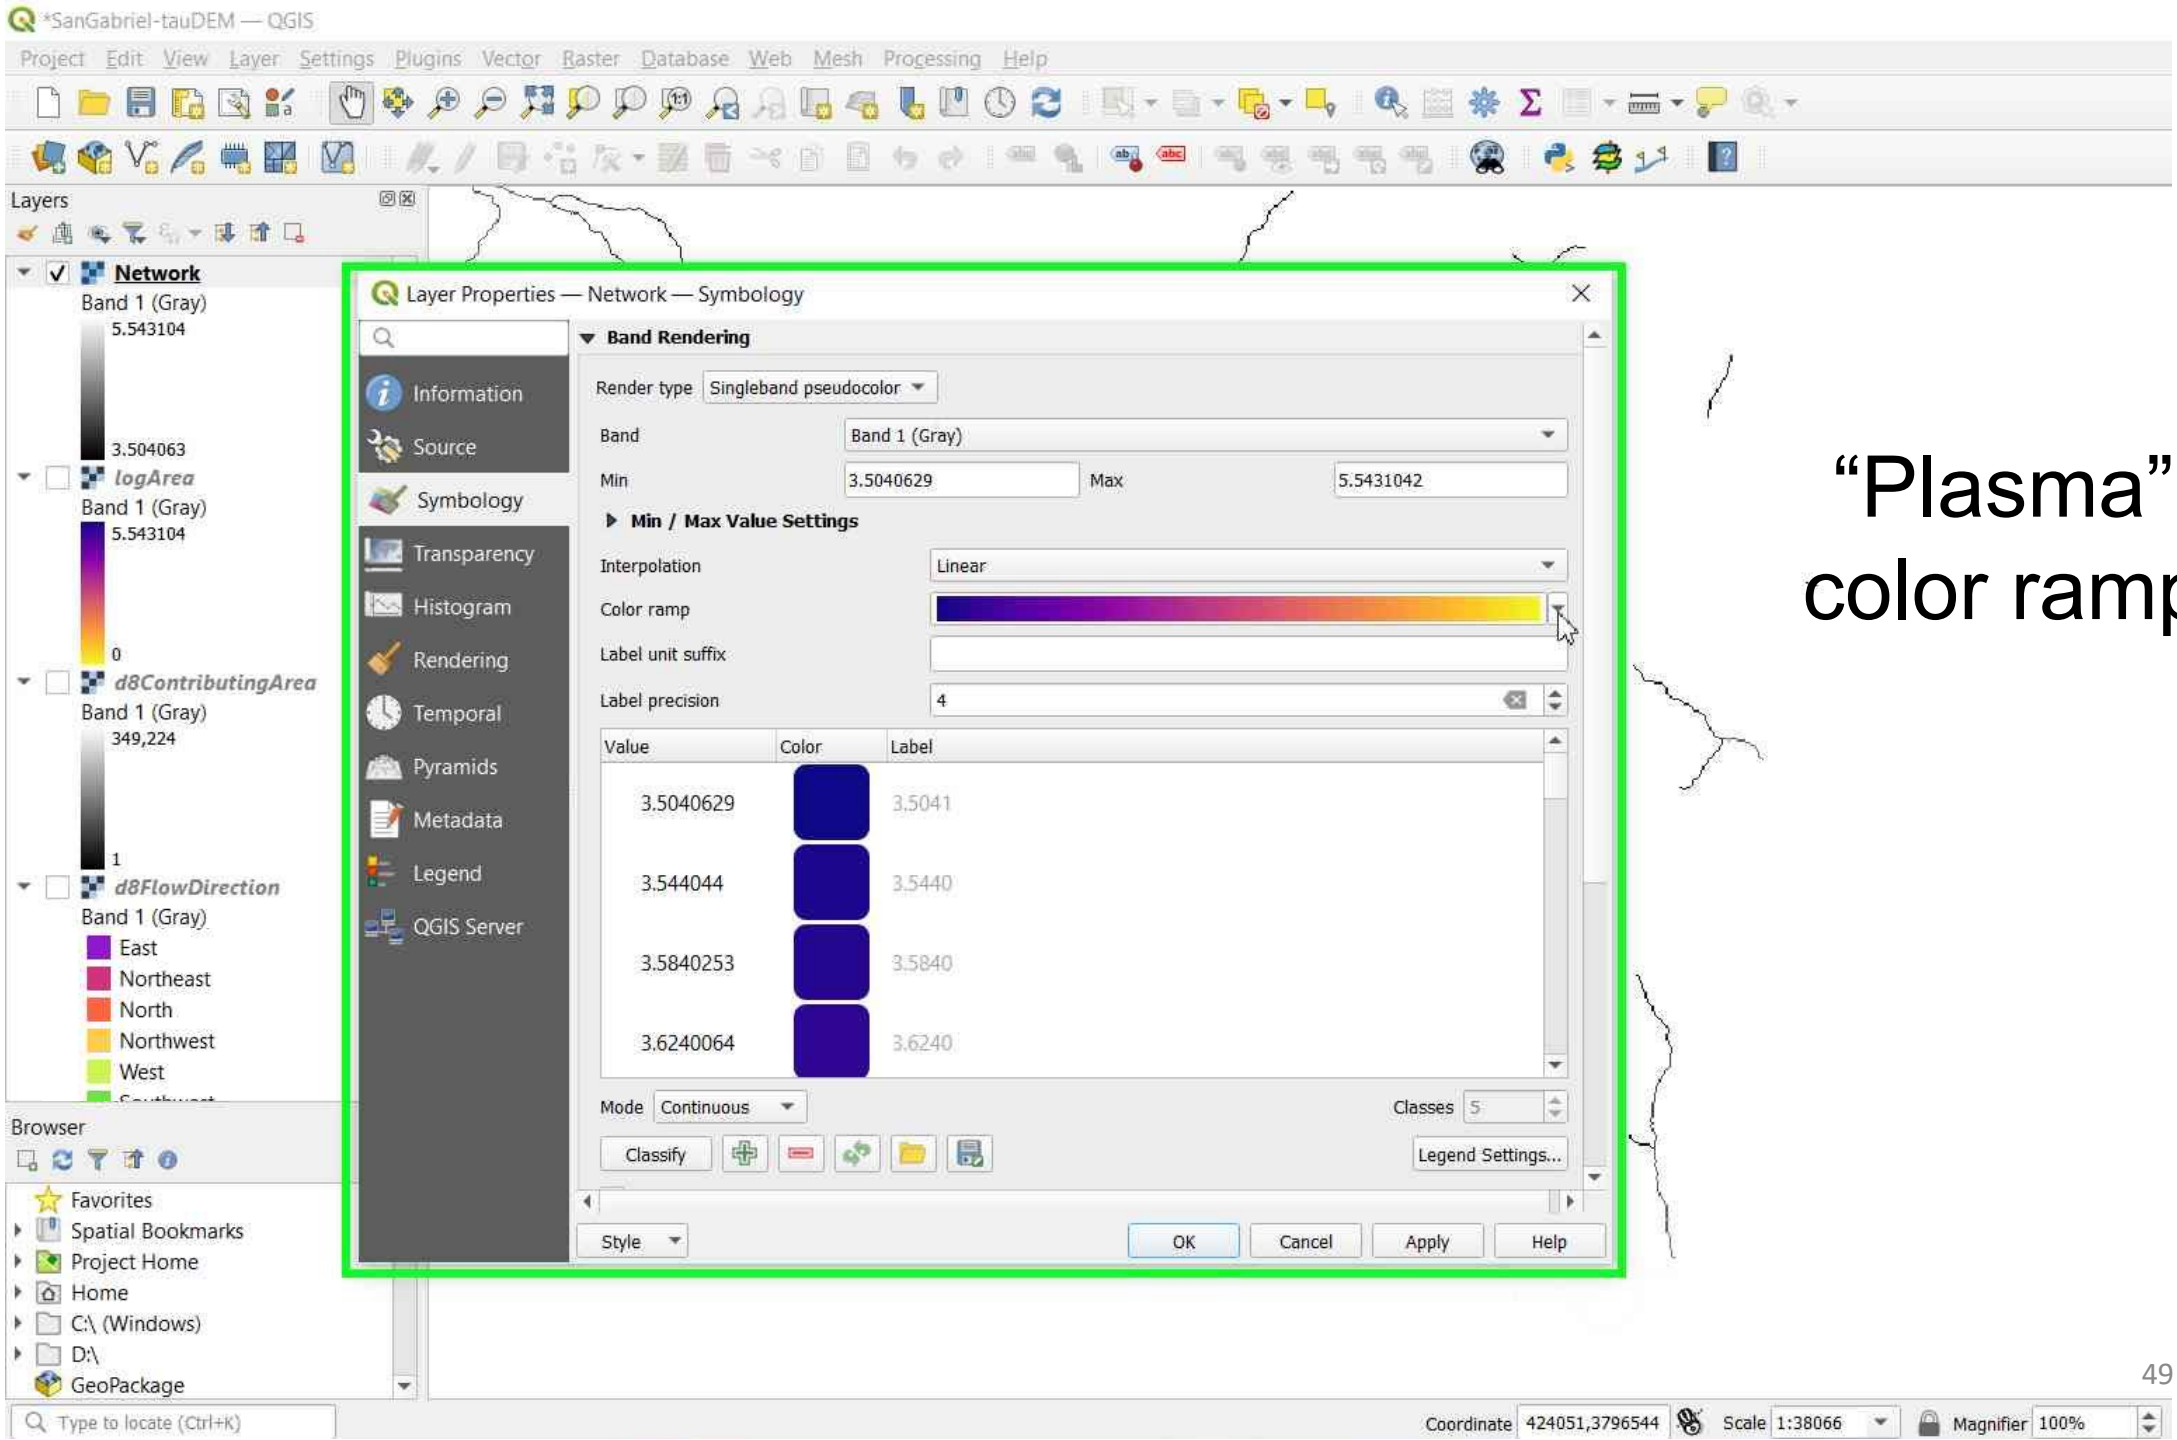 *SanGabriel-tauDEM — QGIS
Project Edit View Layer Settings Plugins Vector Raster Database Web Mesh Processing Help
Layers
Network
Band 1 (Gray)
5.543104
3.504063
logArea
Band 1 (Gray)
5.543104
0
d8ContributingArea
Band 1 (Gray)
349,224
1
d8FlowDirection
Band 1 (Gray)
East
Northeast
North
Northwest
West
Browser
Favorites
Spatial Bookmarks
Project Home
Home
C:\ (Windows)
D:\
GeoPackage
Layer Properties — Network — Symbology
Information
Source
Symbology
Transparency
Histogram
Rendering
Temporal
Pyramids
Metadata
Legend
QGIS Server
Band Rendering
Render type Singleband pseudocolor
Band Band 1 (Gray)
Min 3.5040629 Max 5.5431042
Min / Max Value Settings
Interpolation Linear
Color ramp
Label unit suffix
Label precision 4
Value Color Label
3.5040629 3.5041
3.544044 3.5440
3.5840253 3.5840
3.6240064 3.6240
Mode Continuous Classes 5
Classify Legend Settings...
Style OK Cancel Apply Help
“Plasma”
color ramp
49
Type to locate (Ctrl+K) Coordinate 424051,3796544 Scale 1:38066 Magnifier 100%